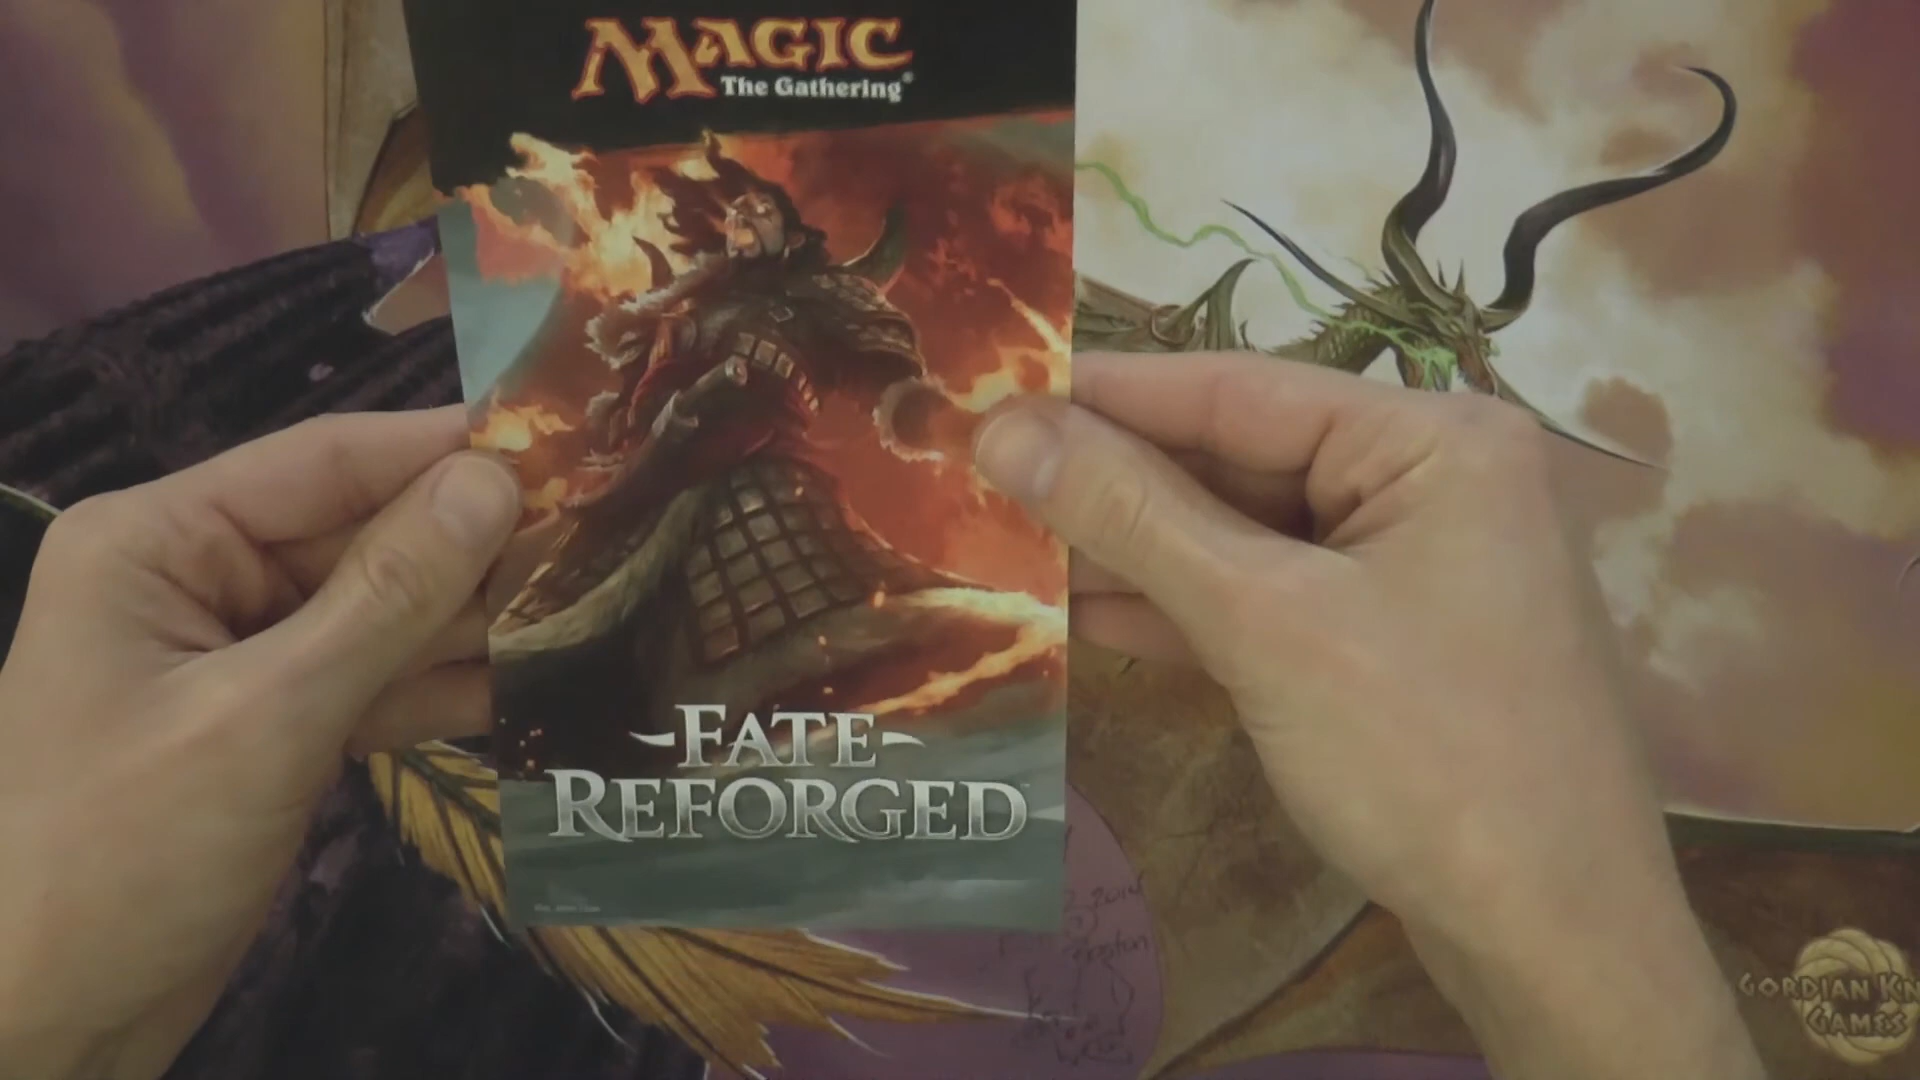 MAGIC
The Gathering®
FATE
REFORGED
GORDIAN KN
GAMES